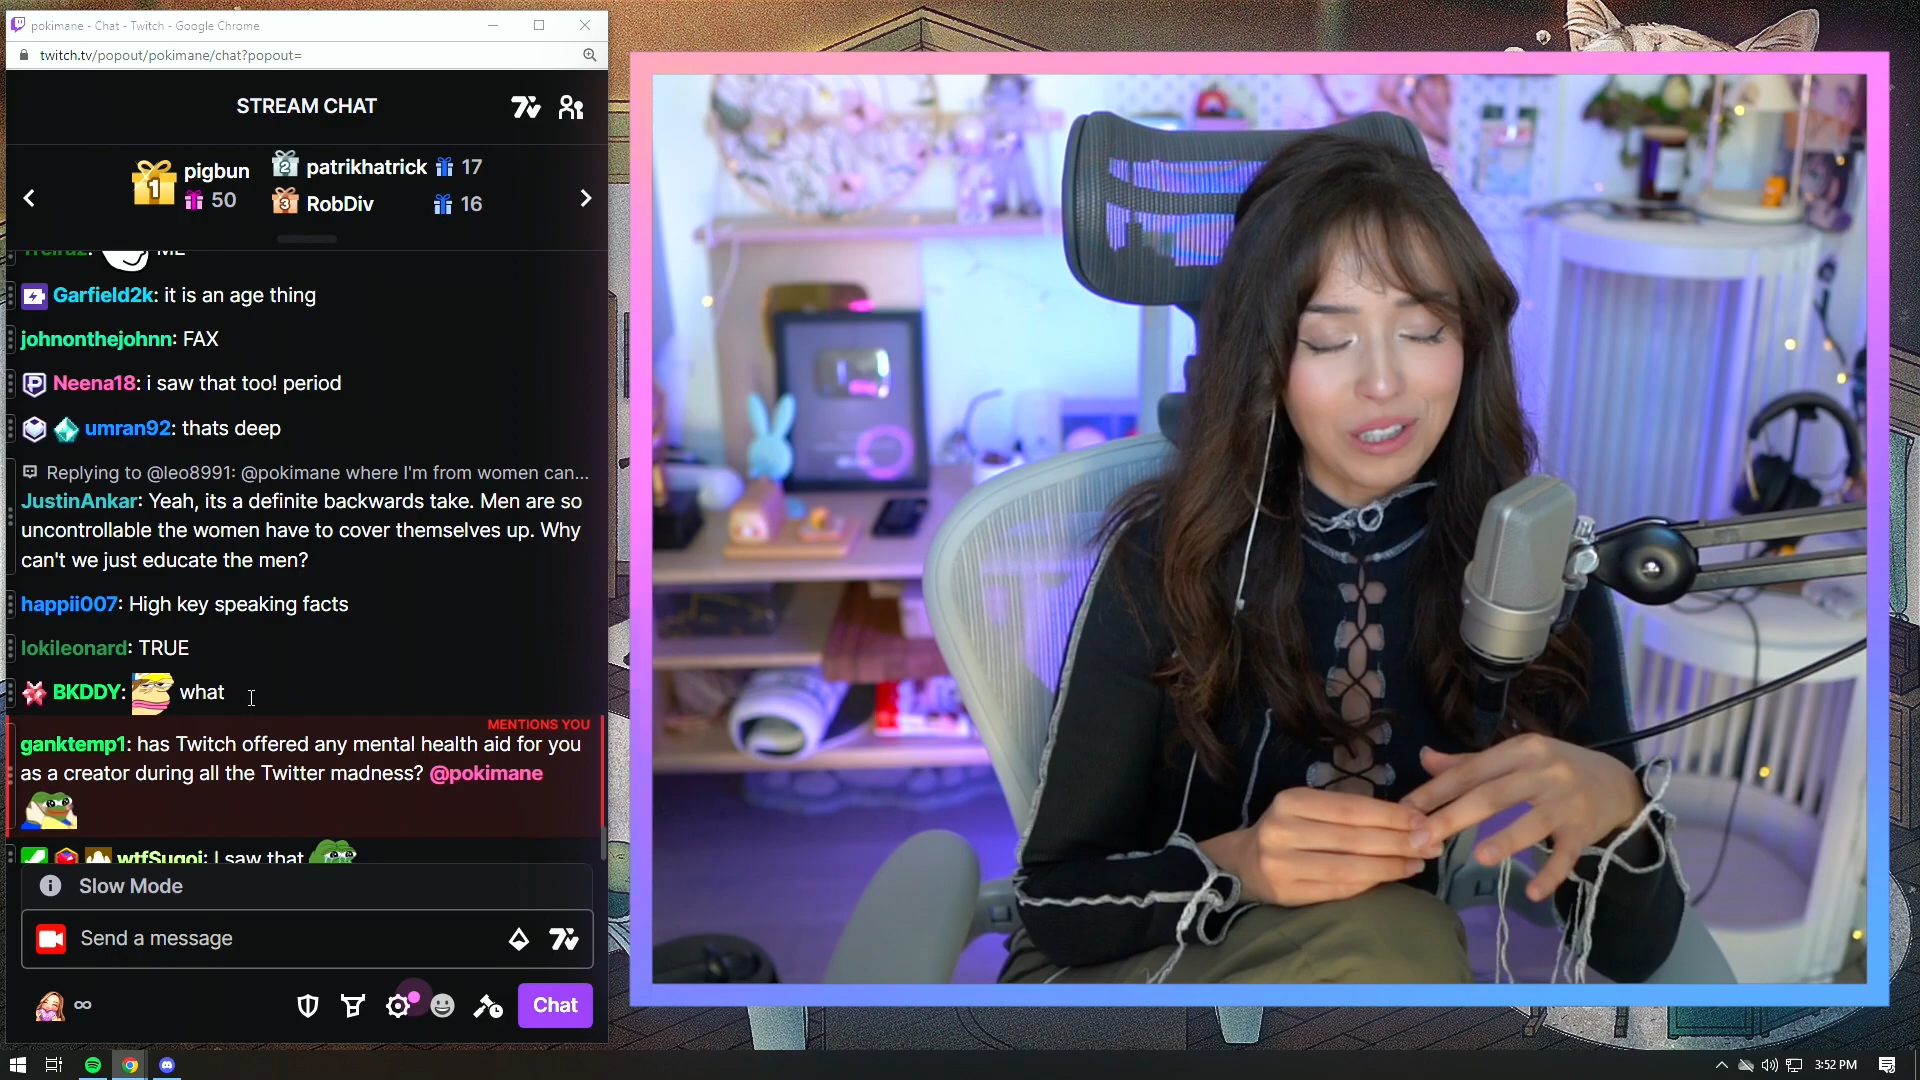 pokimane - Chat - Twitch - Google Chrome
twitch.tv/popout/pokimane/chat?popout=
STREAM CHAT
1 pigbun 50
2 patrikhatrick 17
3 RobDiv 16
ME
Garfield2k: it is an age thing
johnonthejohnn: FAX
Neena18: i saw that too! period
umran92: thats deep
Replying to @leo8991: @pokimane where I'm from women can...
JustinAnkar: Yeah, its a definite backwards take. Men are so
uncontrollable the women have to cover themselves up. Why
can't we just educate the men?
happii007: High key speaking facts
lokileonard: TRUE
BKDDY: what
MENTIONS YOU
ganktemp1: has Twitch offered any mental health aid for you
as a creator during all the Twitter madness? @pokimane
wtfSugoi: I saw that
Slow Mode
Send a message
∞
Chat
3:52 PM